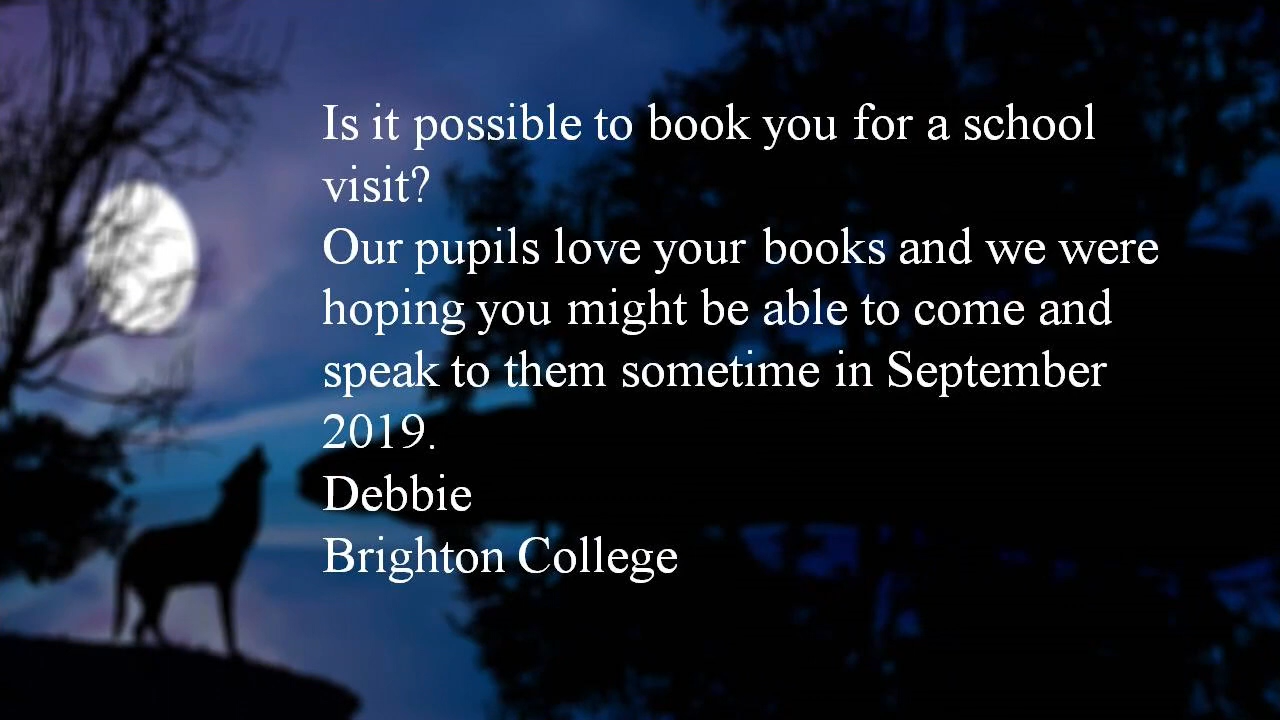 Is it possible to book you for a school
visit?
Our pupils love your books and we were
hoping you might be able to come and
speak to them sometime in September
2019.
Debbie
Brighton College